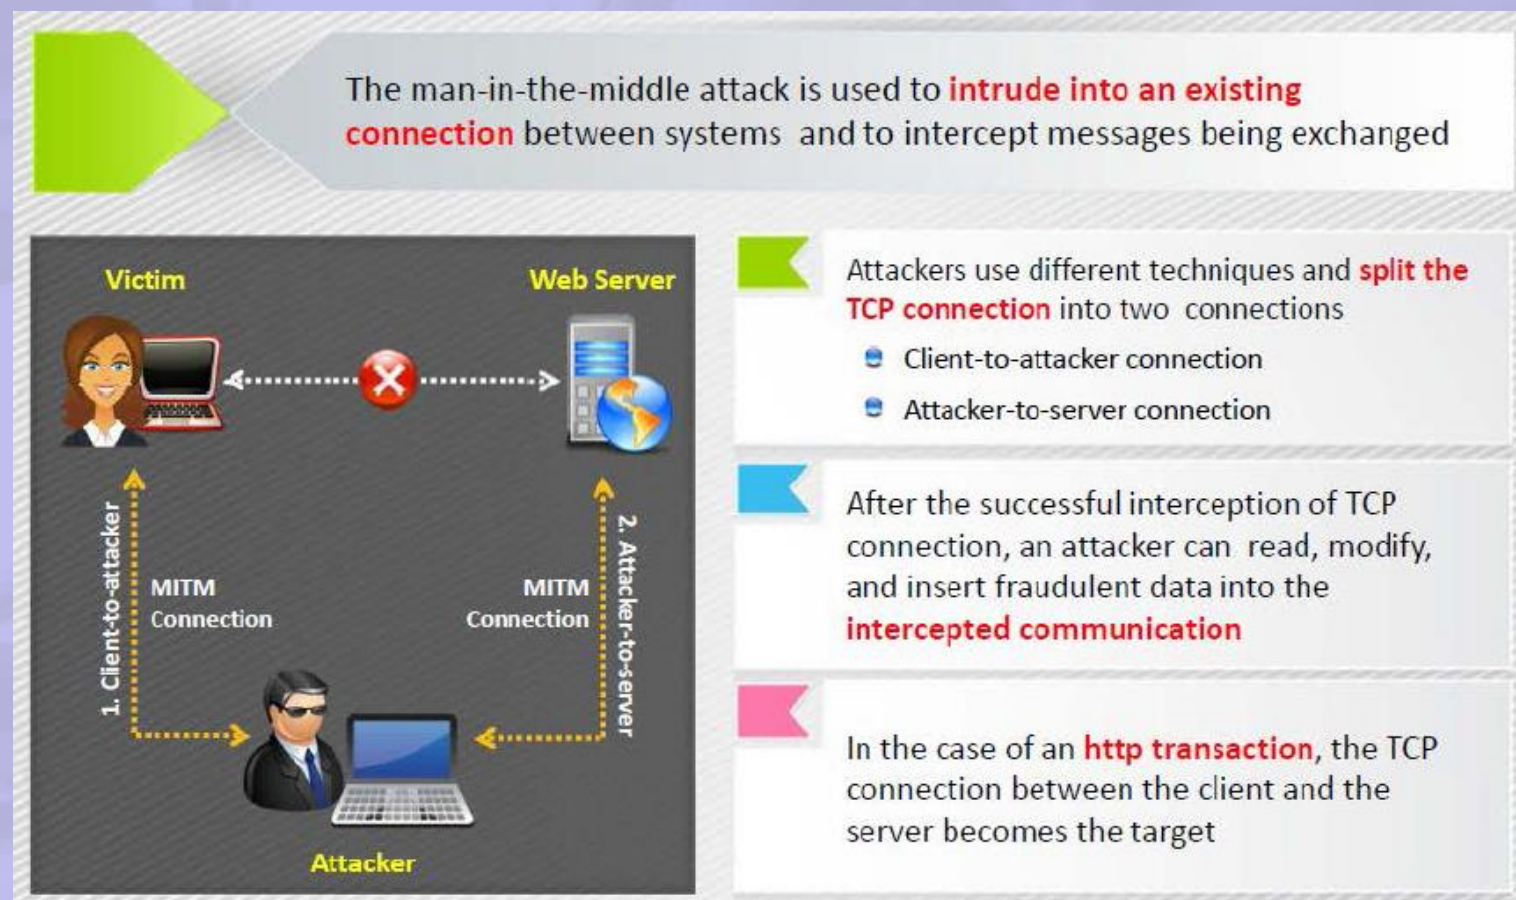 The man-in-the-middle attack is used to intrude into an existing
connection between systems and to intercept messages being exchanged
Victim
Web Server
1. Client-to-attacker
MITM
Connection
MITM
Connection
2. Attacker-to-server
Attacker
Attackers use different techniques and split the
TCP connection into two connections
Client-to-attacker connection
Attacker-to-server connection
After the successful interception of TCP
connection, an attacker can read, modify,
and insert fraudulent data into the
intercepted communication
In the case of an http transaction, the TCP
connection between the client and the
server becomes the target